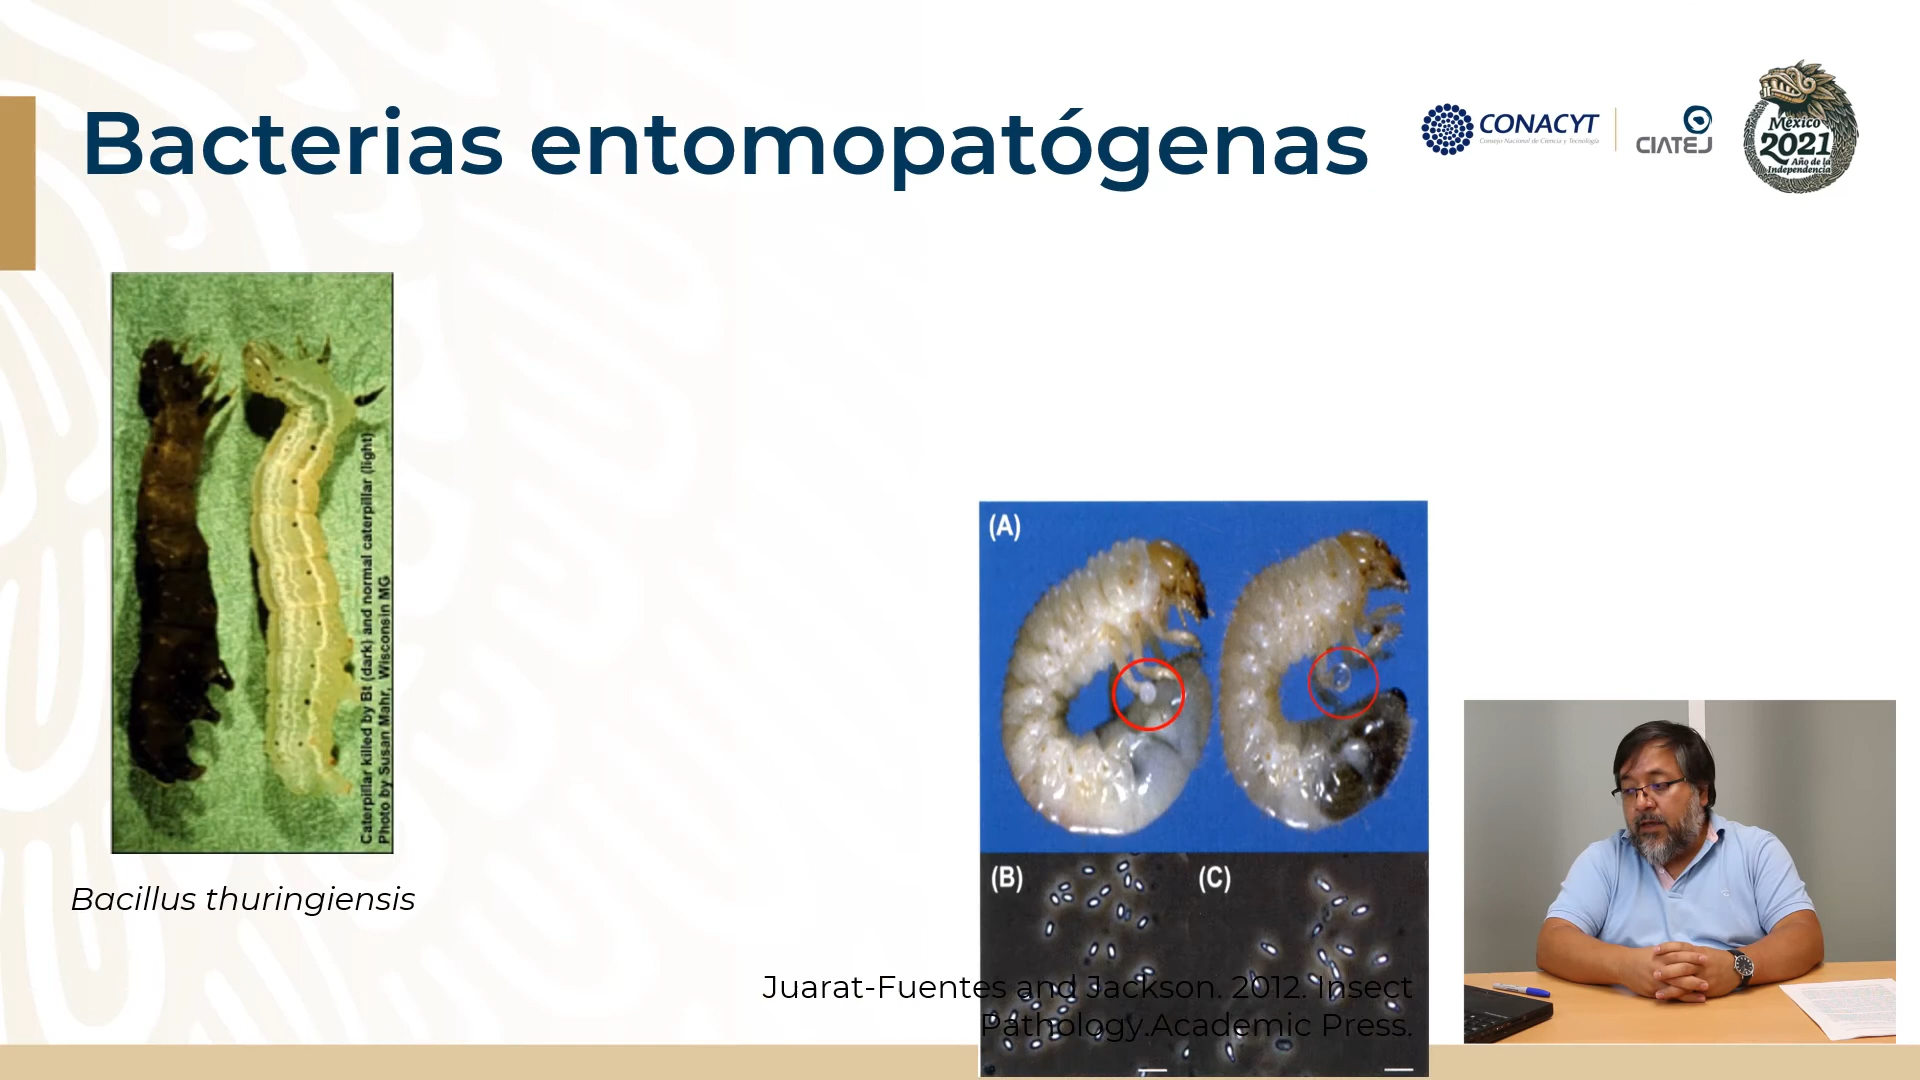 Bacterias entomopatógenas
CONACYT
Consejo Nacional de Ciencia y Tecnología
CIATEJ
México
2021
Año de la
Independencia
Caterpillar killed by Bt (dark) and normal caterpillar (light)
Photo by Susan Mahr, Wisconsin MG
Bacillus thuringiensis
(A)
(B)
(C)
Juarat-Fuentes and Jackson. 2012. Insect
Pathology.Academic Press.